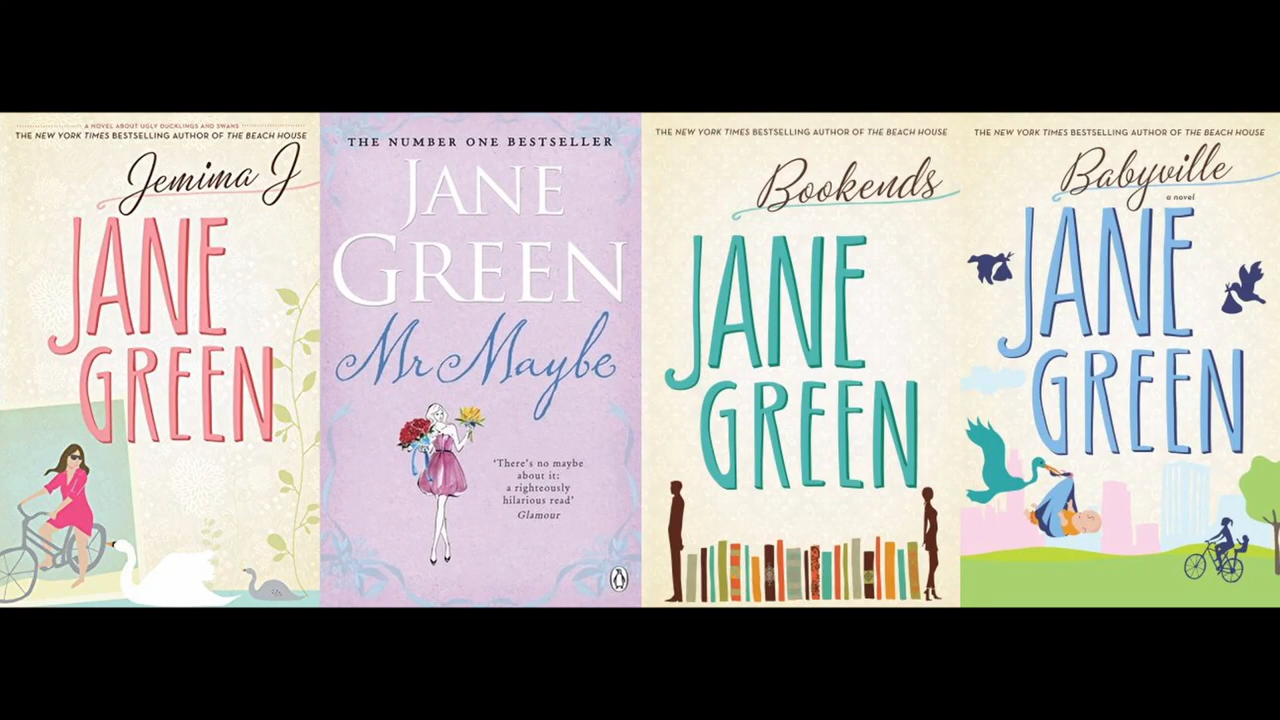 A NOVEL ABOUT UGLY DUCKLINGS AND SWANS
THE NEW YORK TIMES BESTSELLING AUTHOR OF THE BEACH HOUSE
Jemima J
JANE
GREEN
THE NUMBER ONE BESTSELLER
JANE
GREEN
Mr Maybe
'There's no maybe
about it:
a righteously
hilarious read'
Glamour
THE NEW YORK TIMES BESTSELLING AUTHOR OF THE BEACH HOUSE
Bookends
JANE
GREEN
THE NEW YORK TIMES BESTSELLING AUTHOR OF THE BEACH HOUSE
Babyville
a novel
JANE
GREEN